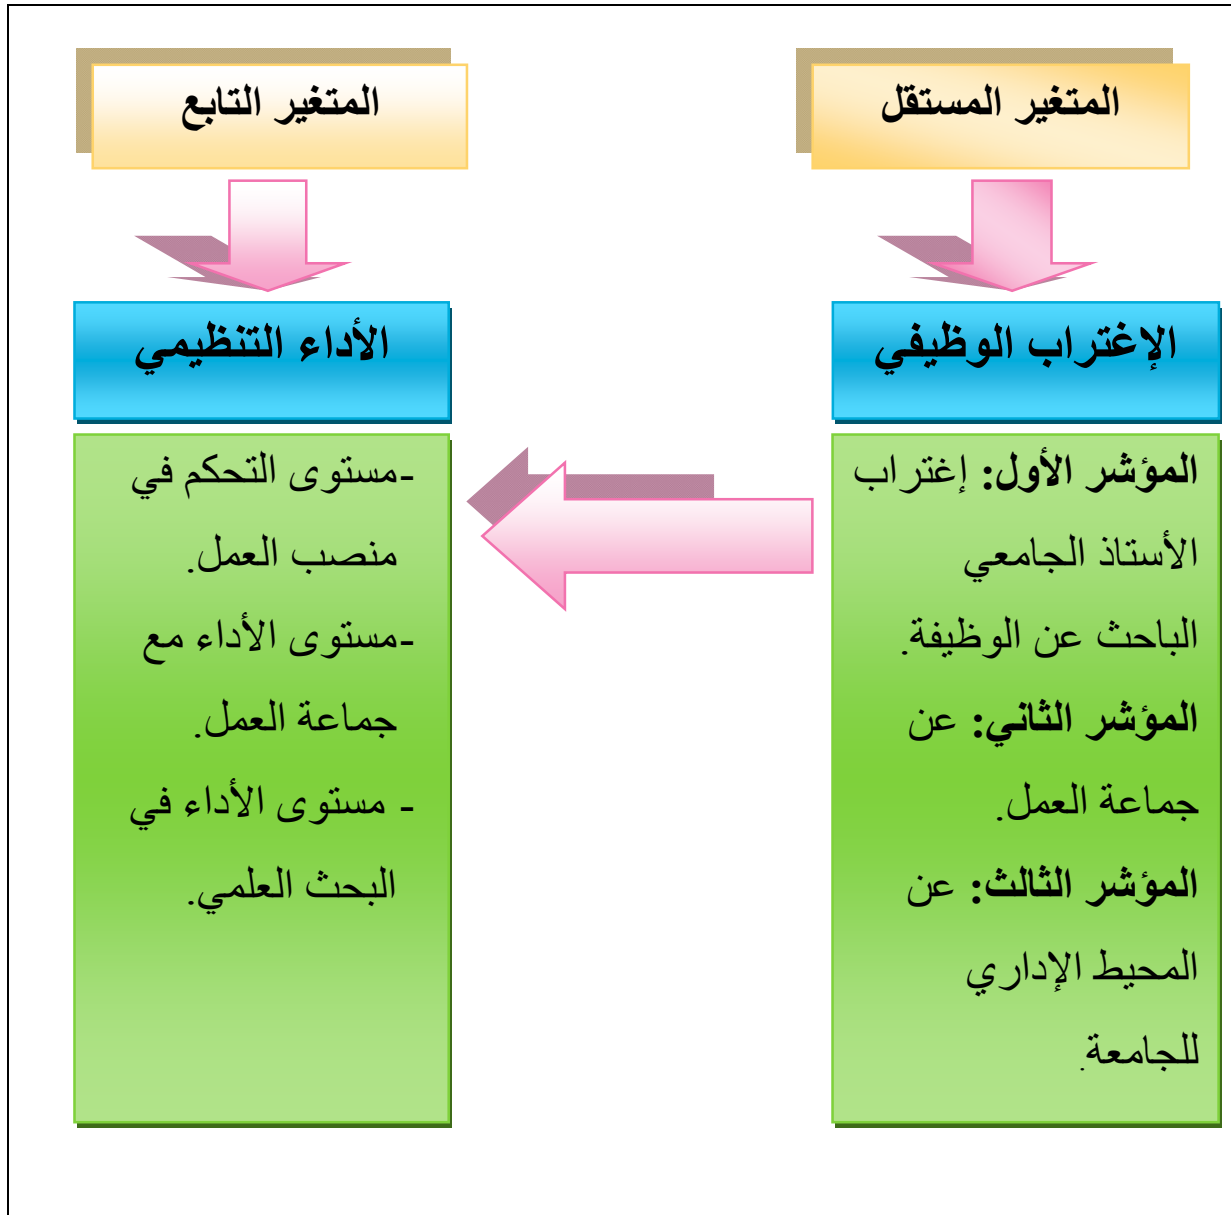 المتغير المستقل
الإغتراب الوظيفي
المؤشر الأول: إغتراب
الأستاذ الجامعي
الباحث عن الوظيفة.
المؤشر الثاني: عن
جماعة العمل.
المؤشر الثالث: عن
المحيط الإداري
للجامعة.
المتغير التابع
الأداء التنظيمي
-مستوى التحكم في
منصب العمل.
-مستوى الأداء مع
جماعة العمل.
- مستوى الأداء في
البحث العلمي.